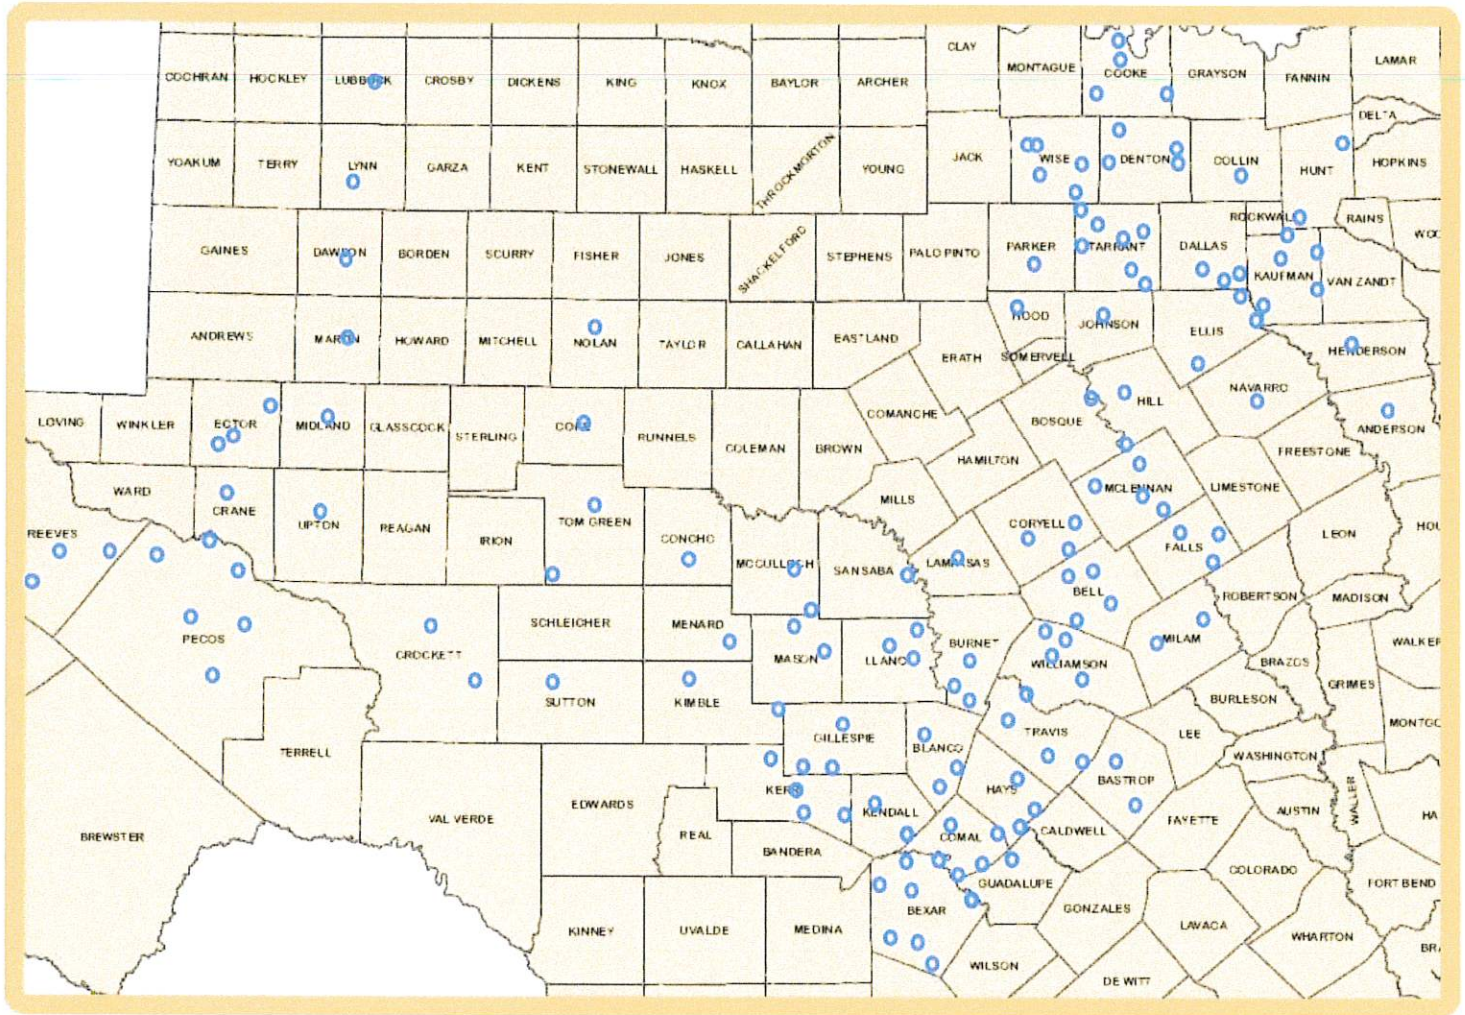 CLAY
MONTAGUE
COOKE
GRAYSON
FANNIN
LAMAR
COCHRAN
HOCKLEY
LUBBOCK
CROSBY
DICKENS
KING
KNOX
BAYLOR
ARCHER
DELTA
YOAKUM
TERRY
LYNN
GARZA
KENT
STONEWALL
HASKELL
THROCKMORTON
YOUNG
JACK
WISE
DENTON
COLLIN
HUNT
HOPKINS
ROCKWALL
RAINS
WOO
GAINES
DAWSON
BORDEN
SCURRY
FISHER
JONES
SHACKELFORD
STEPHENS
PALO PINTO
PARKER
TARRANT
DALLAS
KAUFMAN
VAN ZANDT
ANDREWS
MARTIN
HOWARD
MITCHELL
NOLAN
TAYLOR
CALLAHAN
EASTLAND
ERATH
HOOD
SOMERVELL
JOHNSON
ELLIS
HENDERSON
LOVING
WINKLER
ECTOR
MIDLAND
GLASSCOCK
STERLING
COKE
RUNNELS
COLEMAN
BROWN
COMANCHE
BOSQUE
HILL
NAVARRO
ANDERSON
FREESTONE
HAMILTON
WARD
CRANE
UPTON
REAGAN
IRION
TOM GREEN
CONCHO
MCCULLOCH
SAN SABA
MILLS
LAMPASAS
CORYELL
MCLENNAN
LIMESTONE
LEON
HOU
REEVES
FALLS
BELL
ROBERTSON
MADISON
PECOS
CROCKETT
SCHLEICHER
MENARD
MASON
LLANO
BURNET
WILLIAMSON
MILAM
BRAZOS
WALKER
GRIMES
SUTTON
KIMBLE
BURLESON
MONTGO
TERRELL
GILLESPIE
BLANCO
TRAVIS
LEE
WASHINGTON
BREWSTER
VAL VERDE
EDWARDS
KERR
REAL
KENDALL
HAYS
BASTROP
AUSTIN
WALLER
HA
BANDERA
COMAL
CALDWELL
FAYETTE
COLORADO
FORT BEND
KINNEY
UVALDE
MEDINA
BEXAR
GUADALUPE
GONZALES
LAVACA
WHARTON
BRA
WILSON
DE WITT